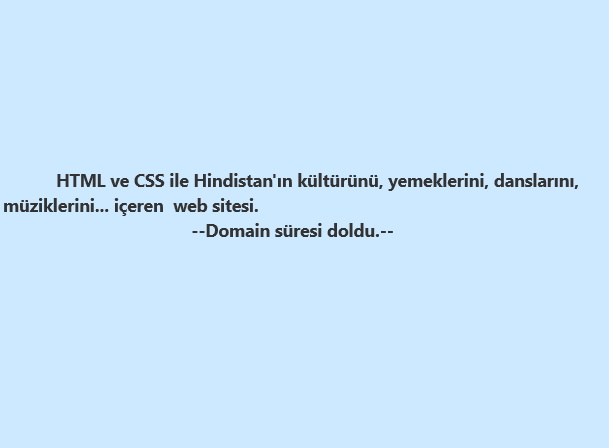 HTML ve CSS ile Hindistan'ın kültürünü, yemeklerini, danslarını,
müziklerini... içeren  web sitesi.
--Domain süresi doldu.--